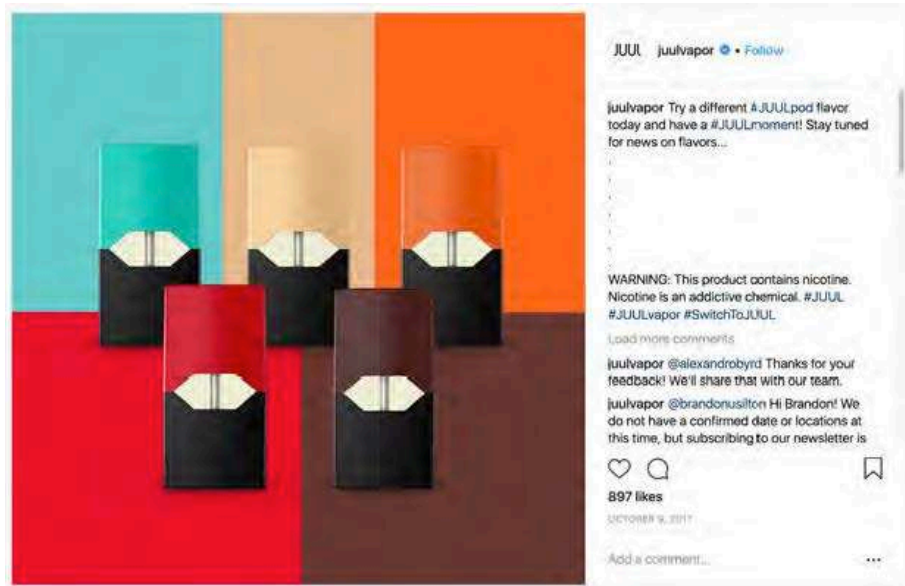 JUUL juulvapor • Follow
juulvapor Try a different #JUULpod flavor
today and have a #JUULmoment! Stay tuned
for news on flavors...
.
.
.
.
.
.
WARNING: This product contains nicotine.
Nicotine is an addictive chemical. #JUUL
#JUULvapor #SwitchToJUUL
Load more comments
juulvapor @alexandrobyrd Thanks for your
feedback! We'll share that with our team.
juulvapor @brandonusilton Hi Brandon! We
do not have a confirmed date or locations at
this time, but subscribing to our newsletter is
897 likes
OCTOBER 9, 2017
Add a comment...